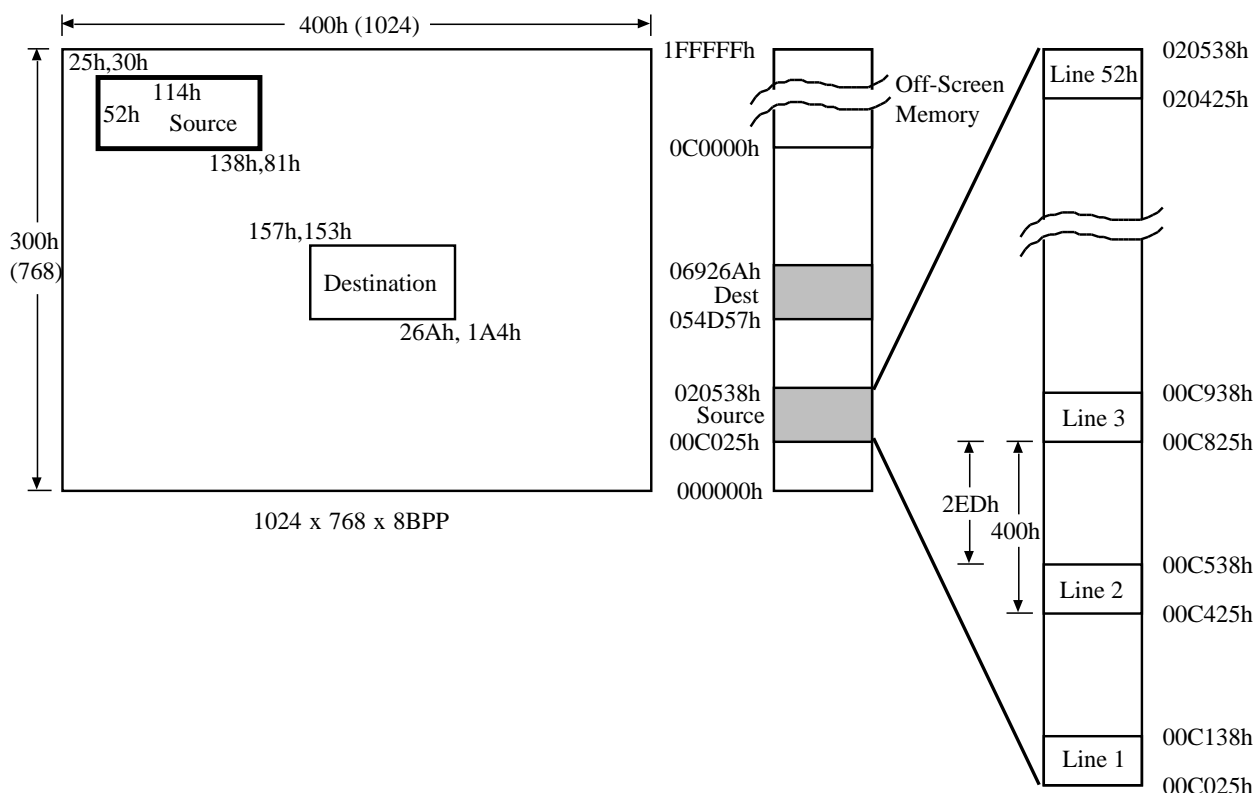 400h (1024)
25h,30h
114h
52h
Source
138h,81h
300h
(768)
157h,153h
Destination
26Ah, 1A4h
1024 x 768 x 8BPP
1FFFFFh
Off-Screen
Memory
0C0000h
06926Ah
Dest
054D57h
020538h
Source
00C025h
000000h
020538h
Line 52h
020425h
00C938h
Line 3
00C825h
2EDh
400h
00C538h
Line 2
00C425h
00C138h
Line 1
00C025h